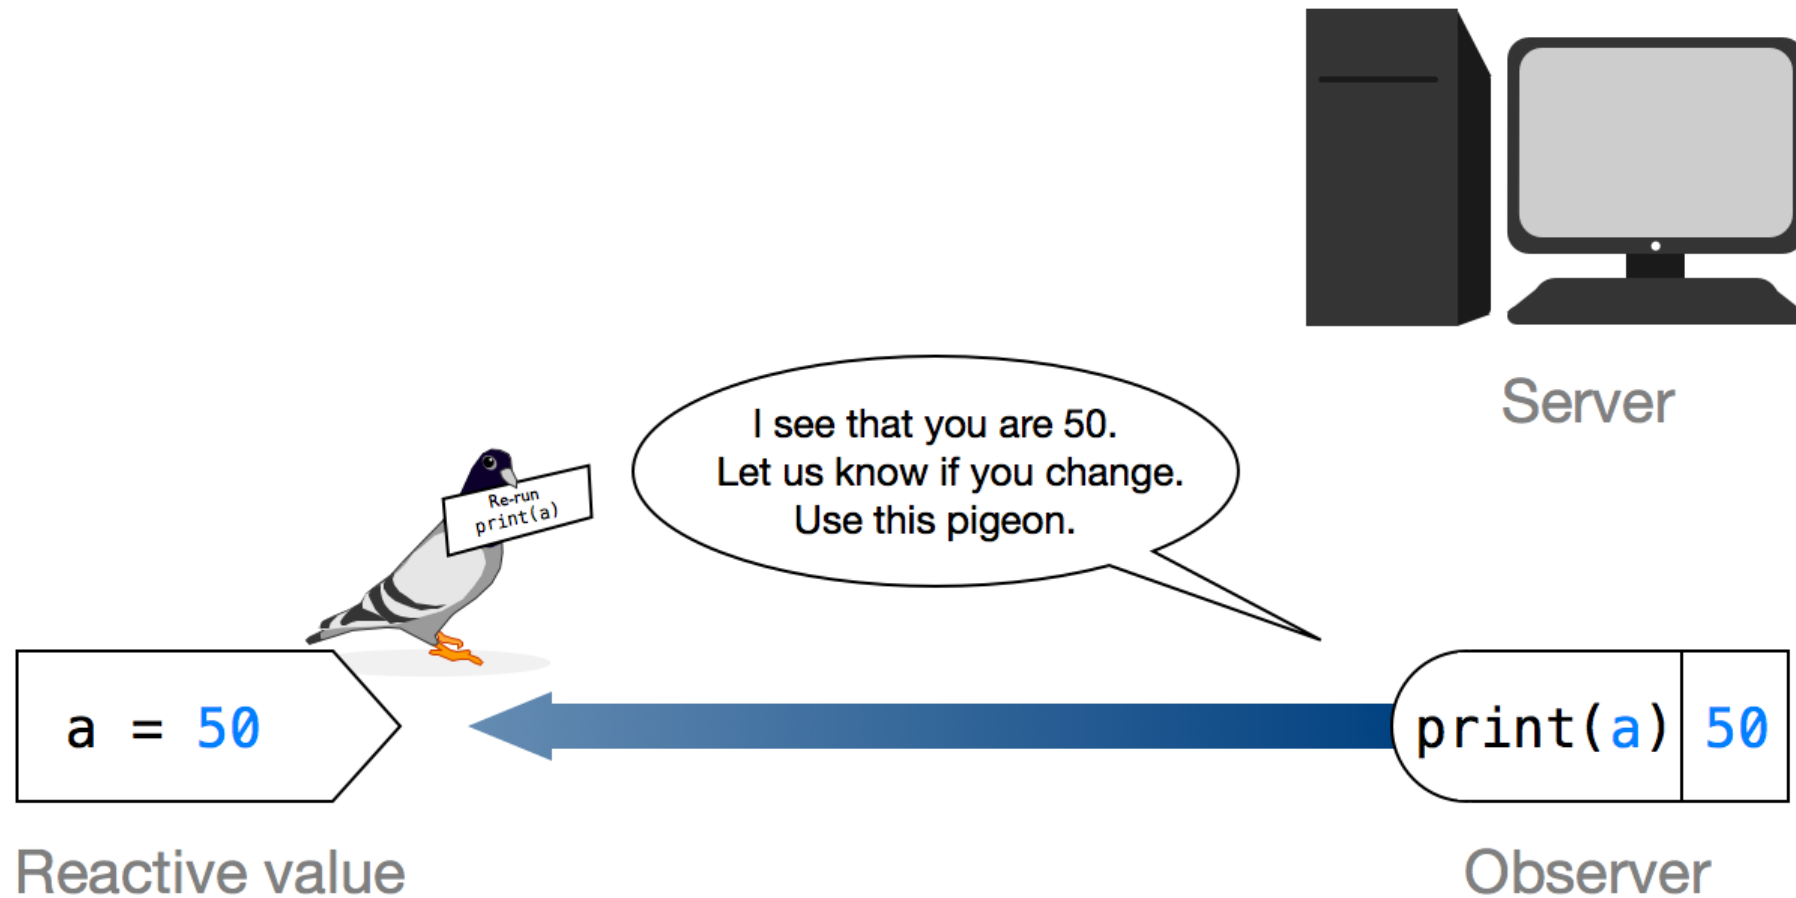 Server
I see that you are 50.
Let us know if you change.
Use this pigeon.
Re-run
print(a)
a = 50
print(a) 50
Reactive value
Observer